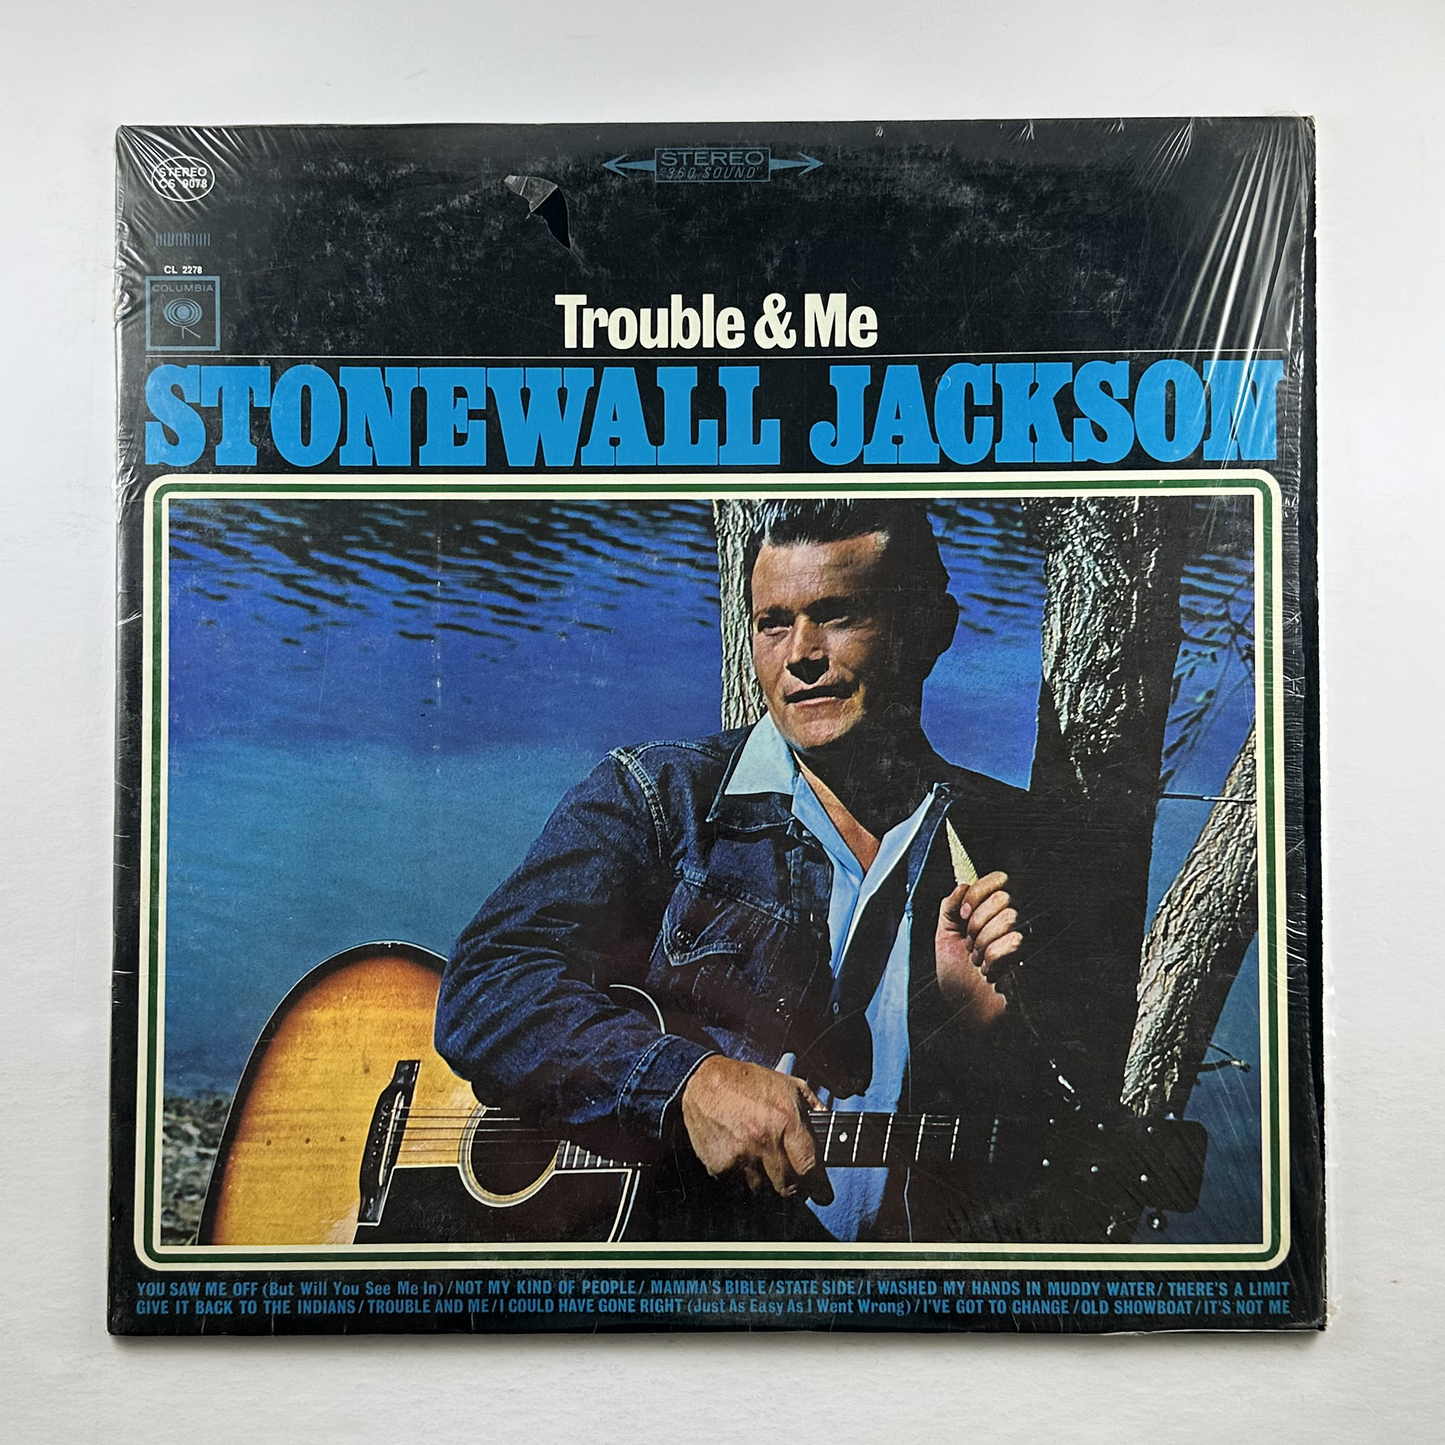 STEREO
CS 9078
STEREO
"360 SOUND"
CL 2278
COLUMBIA
Trouble & Me
STONEWALL JACKSON
YOU SAW ME OFF (But Will You See Me In) / NOT MY KIND OF PEOPLE / MAMMA'S BIBLE / STATE SIDE / I WASHED MY HANDS IN MUDDY WATER / THERE'S A LIMIT
GIVE IT BACK TO THE INDIANS / TROUBLE AND ME / I COULD HAVE GONE RIGHT (Just As Easy As I Went Wrong) / I'VE GOT TO CHANGE / OLD SHOWBOAT / IT'S NOT ME